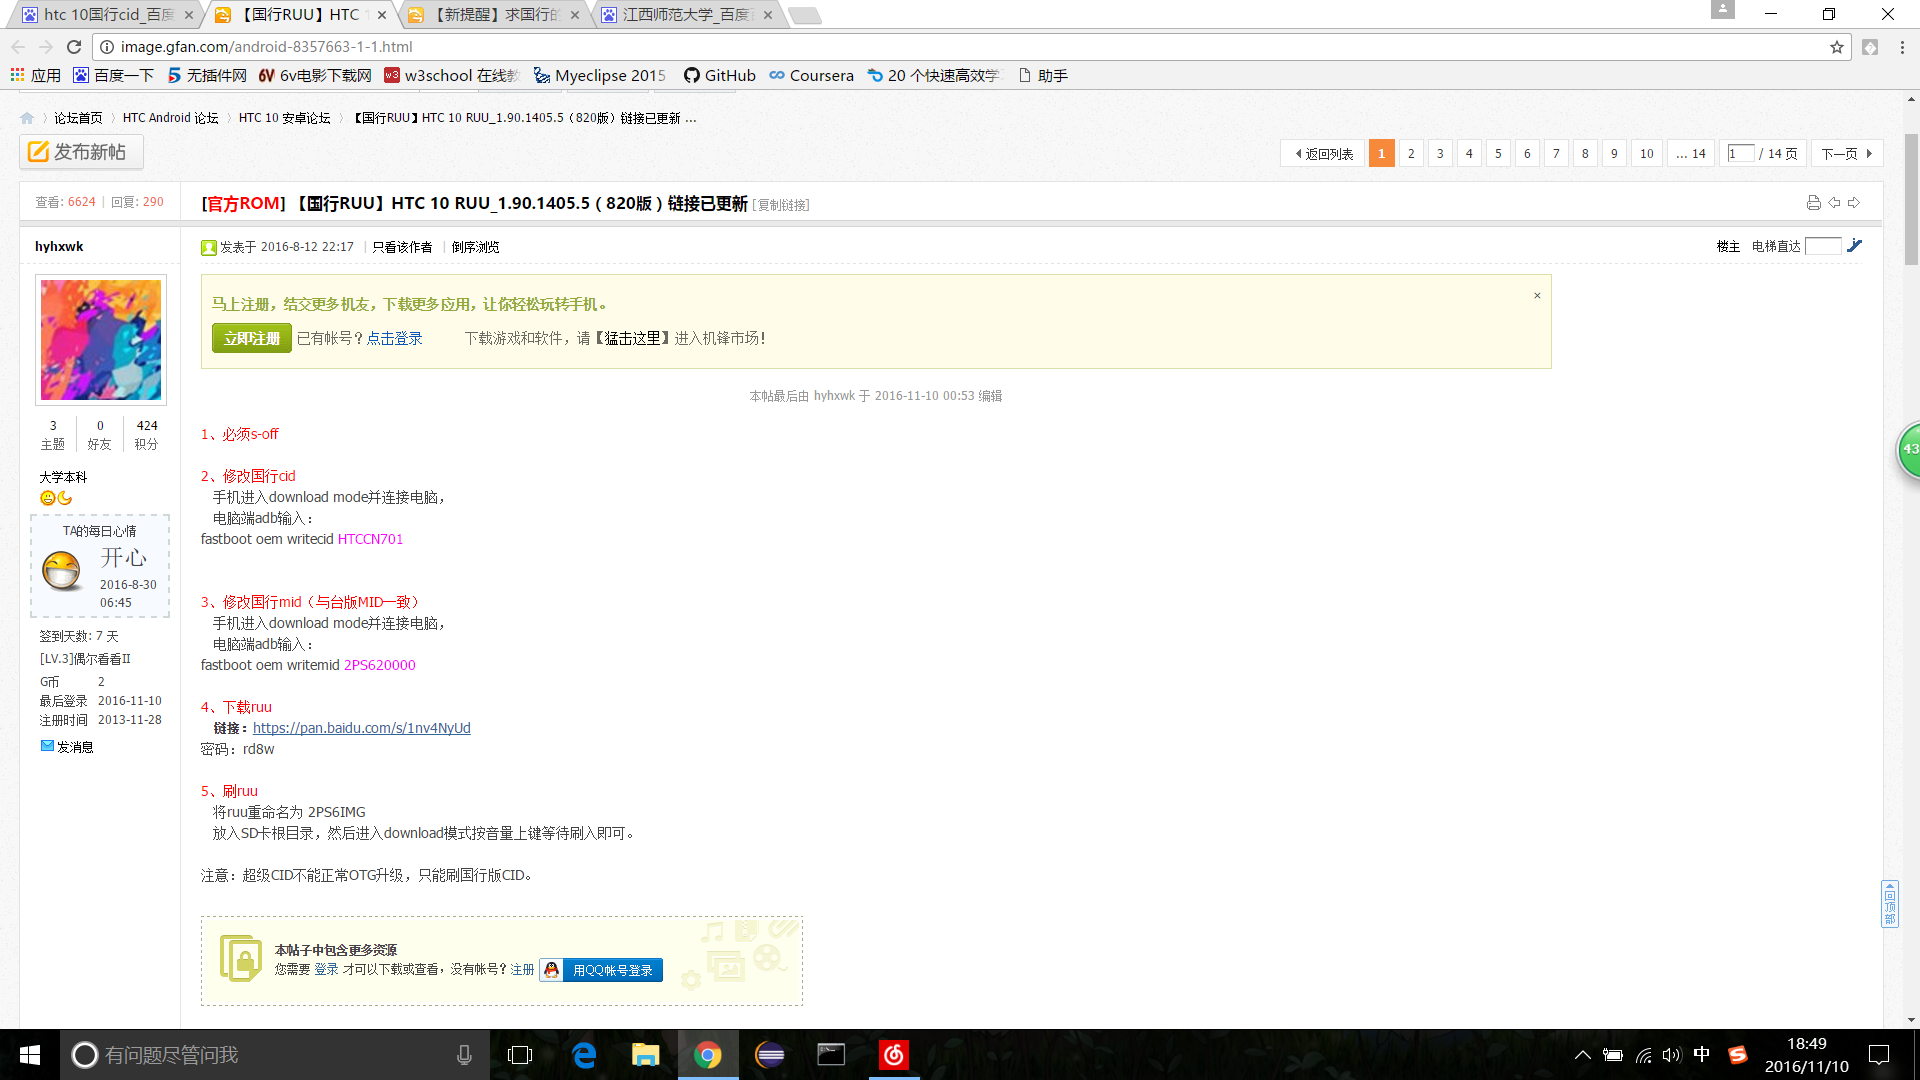 htc 10国行cid_百度
【国行RUU】HTC 1
【新提醒】求国行的
江西师范大学_百度
image.gfan.com/android-8357663-1-1.html
应用
百度一下
无插件网
6v电影下载网
w3school 在线教
Myeclipse 2015
GitHub
Coursera
20 个快速高效学
助手
论坛首页
HTC Android 论坛
HTC 10 安卓论坛
【国行RUU】HTC 10 RUU_1.90.1405.5（820版）链接已更新 ...
发布新帖
返回列表 1 2 3 4 5 6 7 8 9 10 ... 14 1 / 14 页 下一页
查看: 6624 | 回复: 290
[官方ROM] 【国行RUU】HTC 10 RUU_1.90.1405.5（820版）链接已更新 [复制链接]
hyhxwk
发表于 2016-8-12 22:17 | 只看该作者 | 倒序浏览
楼主 电梯直达
马上注册，结交更多机友，下载更多应用，让你轻松玩转手机。
立即注册 已有帐号？点击登录 下载游戏和软件，请【猛击这里】进入机锋市场！
本帖最后由 hyhxwk 于 2016-11-10 00:53 编辑
3 0 424
主题 好友 积分
大学本科
TA的每日心情
开心
2016-8-30
06:45
签到天数: 7 天
[LV.3]偶尔看看II
G币 2
最后登录 2016-11-10
注册时间 2013-11-28
发消息
1、必须s-off
2、修改国行cid
手机进入download mode并连接电脑，
电脑端adb输入：
fastboot oem writecid HTCCN701
3、修改国行mid（与台版MID一致）
手机进入download mode并连接电脑，
电脑端adb输入：
fastboot oem writemid 2PS620000
4、下载ruu
链接：https://pan.baidu.com/s/1nv4NyUd
密码：rd8w
5、刷ruu
将ruu重命名为 2PS6IMG
放入SD卡根目录，然后进入download模式按音量上键等待刷入即可。
注意：超级CID不能正常OTG升级，只能刷国行版CID。
本帖子中包含更多资源
您需要 登录 才可以下载或查看，没有帐号？注册 用QQ帐号登录
43
回顶部
有问题尽管问我
中
18:49
2016/11/10